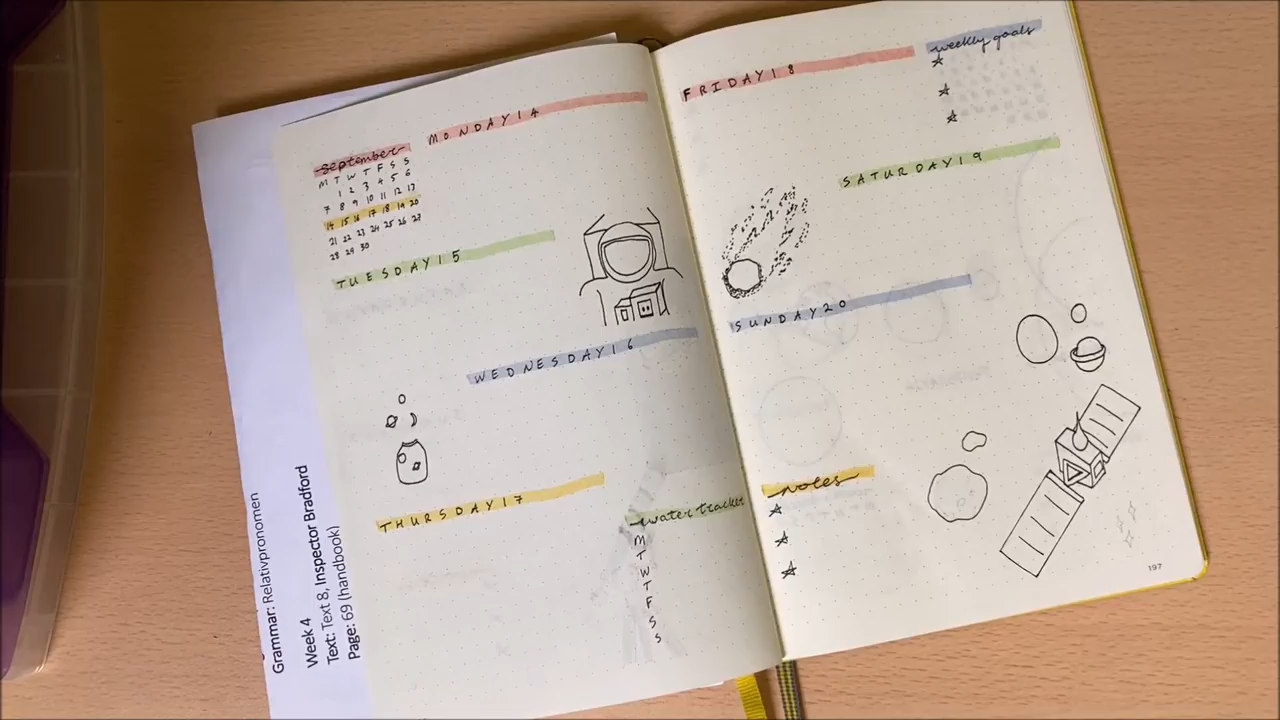 september
M T W T F S S
1 2 3 4 5 6
7 8 9 10 11 12 13
14 15 16 17 18 19 20
21 22 23 24 25 26 27
28 29 30
MONDAY 14
TUESDAY 15
WEDNESDAY 16
THURSDAY 17
water tracker
M
T
W
T
F
S
S
FRIDAY 18
weekly goals
SATURDAY 19
SUNDAY 20
notes
197
Grammar: Relativpronomen
Week 4
Text: Text 8, Inspector Bradford
Page: 69 (handbook)